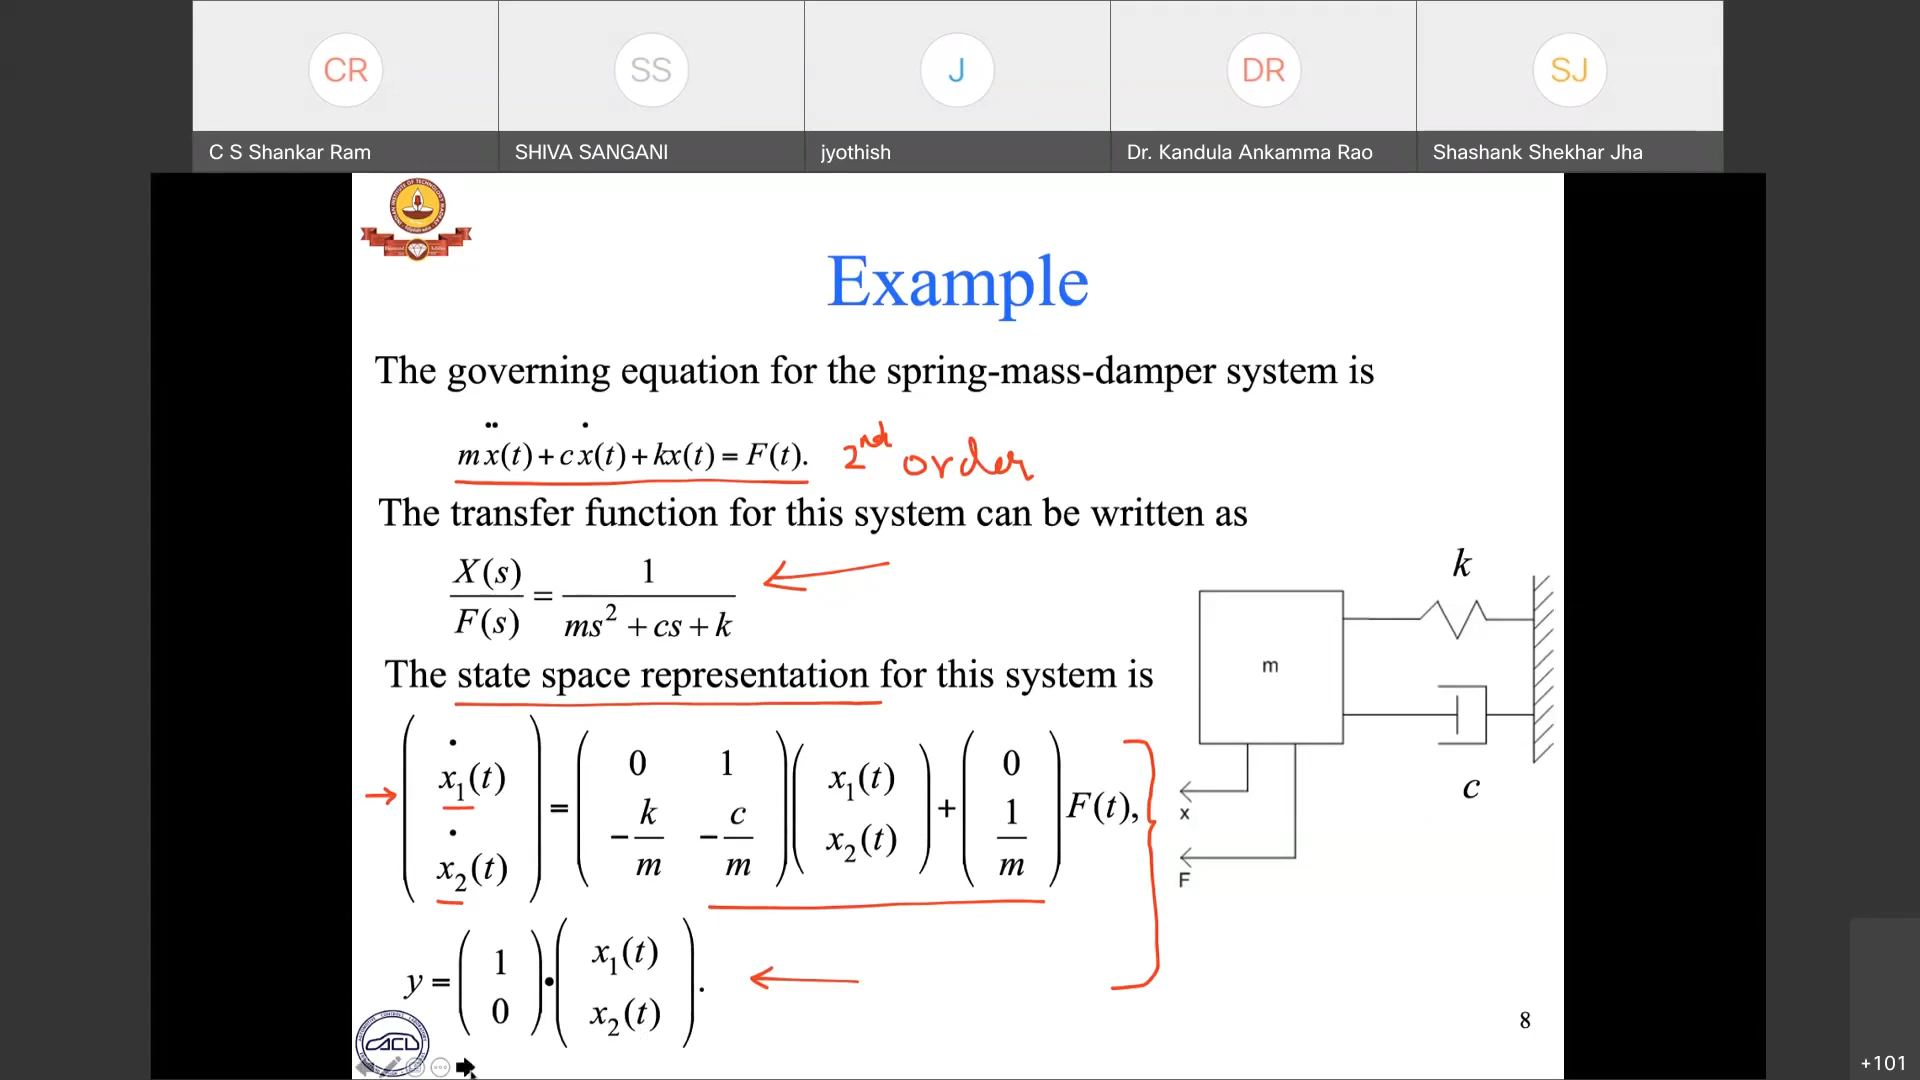 CR
SS
J
DR
SJ
C S Shankar Ram
SHIVA SANGANI
jyothish
Dr. Kandula Ankamma Rao
Shashank Shekhar Jha
Example
The governing equation for the spring-mass-damper system is
mẍ(t)+cẋ(t)+kx(t)=F(t). 2nd order
The transfer function for this system can be written as
X(s)/F(s) = 1/(ms²+cs+k)
The state space representation for this system is
(ẋ₁(t) ẋ₂(t)) = (0 1 −k/m −c/m)(x₁(t) x₂(t)) + (0 1/m) F(t),
y = (1 0)•(x₁(t) x₂(t)).
k
m
c
x
F
ACL
8
+101